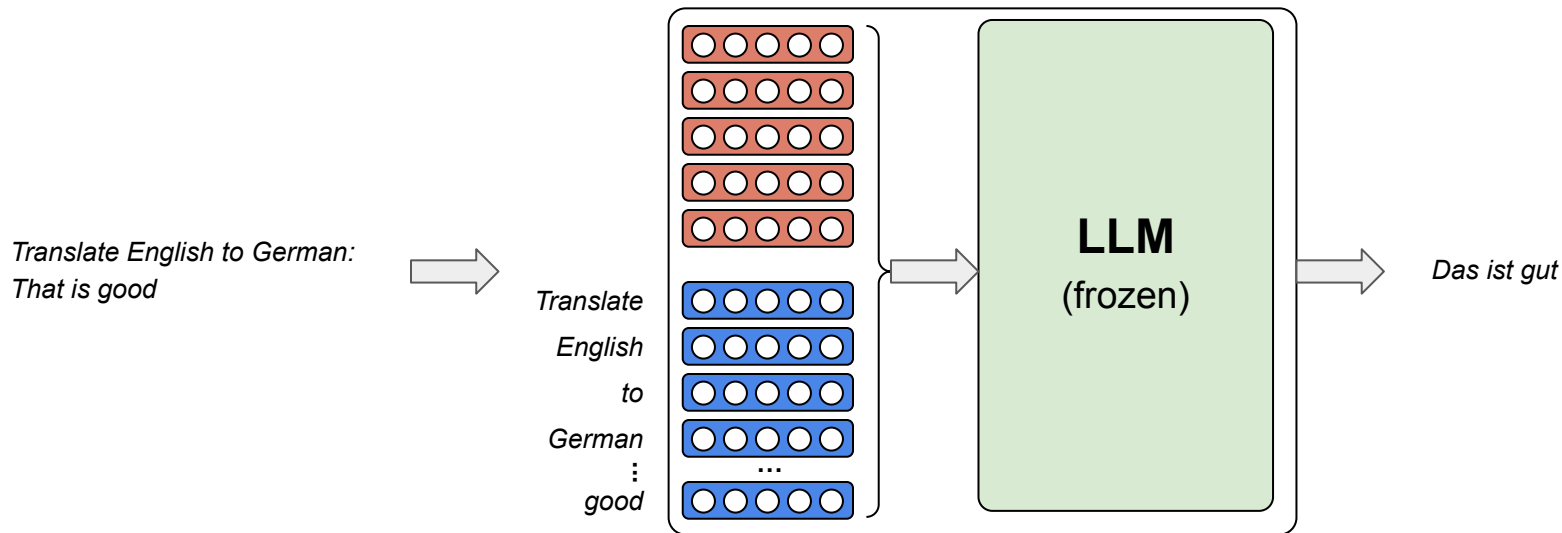 Translate English to German:
That is good
Translate
English
to
German
⋮
good
...
LLM
(frozen)
Das ist gut